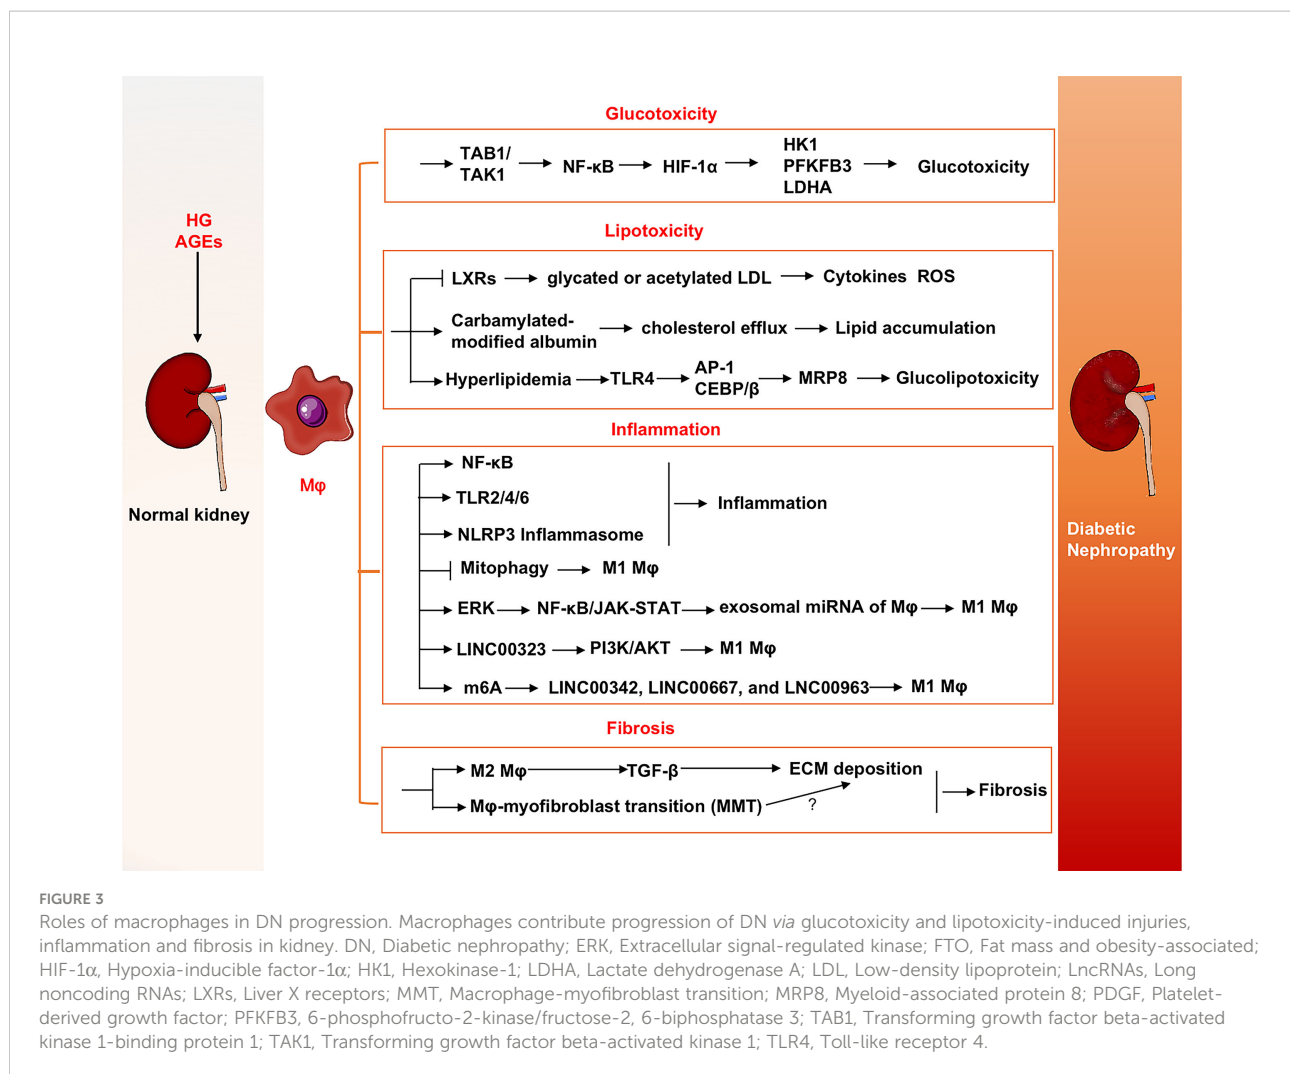 Glucotoxicity
TAB1/
TAK1
NF-κB
HIF-1α
HK1
PFKFB3
LDHA
Glucotoxicity
HG
AGEs
Normal kidney
Mφ
Lipotoxicity
LXRs
glycated or acetylated LDL
Cytokines ROS
Carbamylated-
modified albumin
cholesterol efflux
Lipid accumulation
Hyperlipidemia
TLR4
AP-1
CEBP/β
MRP8
Glucolipotoxicity
Inflammation
NF-κB
TLR2/4/6
NLRP3 Inflammasome
Inflammation
Mitophagy
M1 Mφ
ERK
NF-κB/JAK-STAT
exosomal miRNA of Mφ
M1 Mφ
LINC00323
PI3K/AKT
M1 Mφ
m6A
LINC00342, LINC00667, and LNC00963
M1 Mφ
Fibrosis
M2 Mφ
TGF-β
ECM deposition
Mφ-myofibroblast transition (MMT)
?
Fibrosis
Diabetic
Nephropathy
FIGURE 3
Roles of macrophages in DN progression. Macrophages contribute progression of DN via glucotoxicity and lipotoxicity-induced injuries,
inflammation and fibrosis in kidney. DN, Diabetic nephropathy; ERK, Extracellular signal-regulated kinase; FTO, Fat mass and obesity-associated;
HIF-1α, Hypoxia-inducible factor-1α; HK1, Hexokinase-1; LDHA, Lactate dehydrogenase A; LDL, Low-density lipoprotein; LncRNAs, Long
noncoding RNAs; LXRs, Liver X receptors; MMT, Macrophage-myofibroblast transition; MRP8, Myeloid-associated protein 8; PDGF, Platelet-
derived growth factor; PFKFB3, 6-phosphofructo-2-kinase/fructose-2, 6-biphosphatase 3; TAB1, Transforming growth factor beta-activated
kinase 1-binding protein 1; TAK1, Transforming growth factor beta-activated kinase 1; TLR4, Toll-like receptor 4.